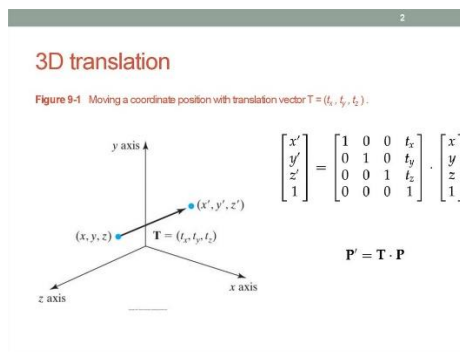 2
3D translation
Figure 9-1 Moving a coordinate position with translation vector T = (tx , ty , tz) .
y axis
(x′, y′, z′)
(x, y, z)
T = (tx, ty, tz)
x axis
z axis
[x′] = [1 0 0 tx] · [x]
[y′] [0 1 0 ty] [y]
[z′] [0 0 1 tz] [z]
[1] [0 0 0 1] [1]
P′ = T · P